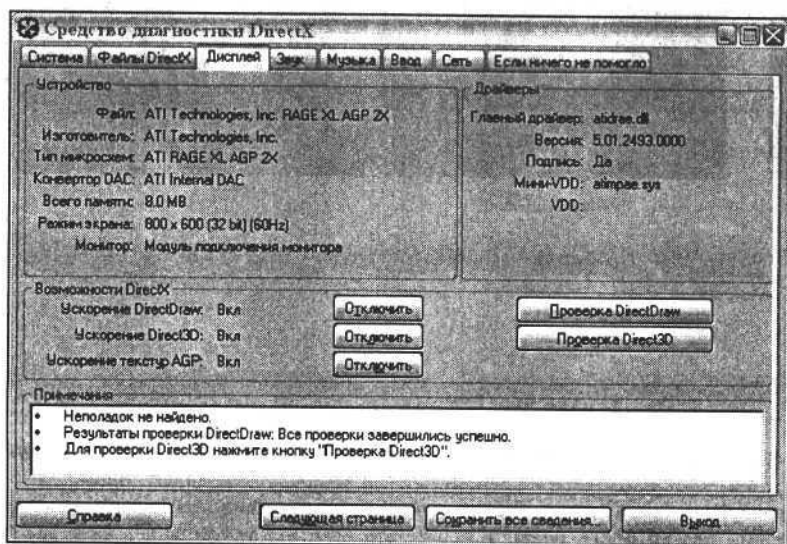 Средство диагностики DirectX
Система Файлы DirectX Дисплей Звук Музыка Ввод Сеть Если ничего не помогло
Устройство
Файл: ATI Technologies, Inc. RAGE XL AGP 2X
Изготовитель: ATI Technologies, Inc.
Тип микросхем: ATI RAGE XL AGP 2X
Конвертор DAC: ATI Internal DAC
Всего памяти: 8.0 MB
Режим экрана: 800 x 600 (32 bit) (60Hz)
Монитор: Модуль подключения монитора
Драйверы
Главный драйвер: atidrae.dll
Версия: 5.01.2493.0000
Подпись: Да
Мини-VDD: atimpae.sys
VDD:
Возможности DirectX
Ускорение DirectDraw: Вкл Отключить Проверка DirectDraw
Ускорение Direct3D: Вкл Отключить Проверка Direct3D
Ускорение текстур AGP: Вкл Отключить
Примечания
• Неполадок не найдено.
• Результаты проверки DirectDraw: Все проверки завершились успешно.
• Для проверки Direct3D нажмите кнопку "Проверка Direct3D".
Справка Следующая страница Сохранить все сведения... Выход